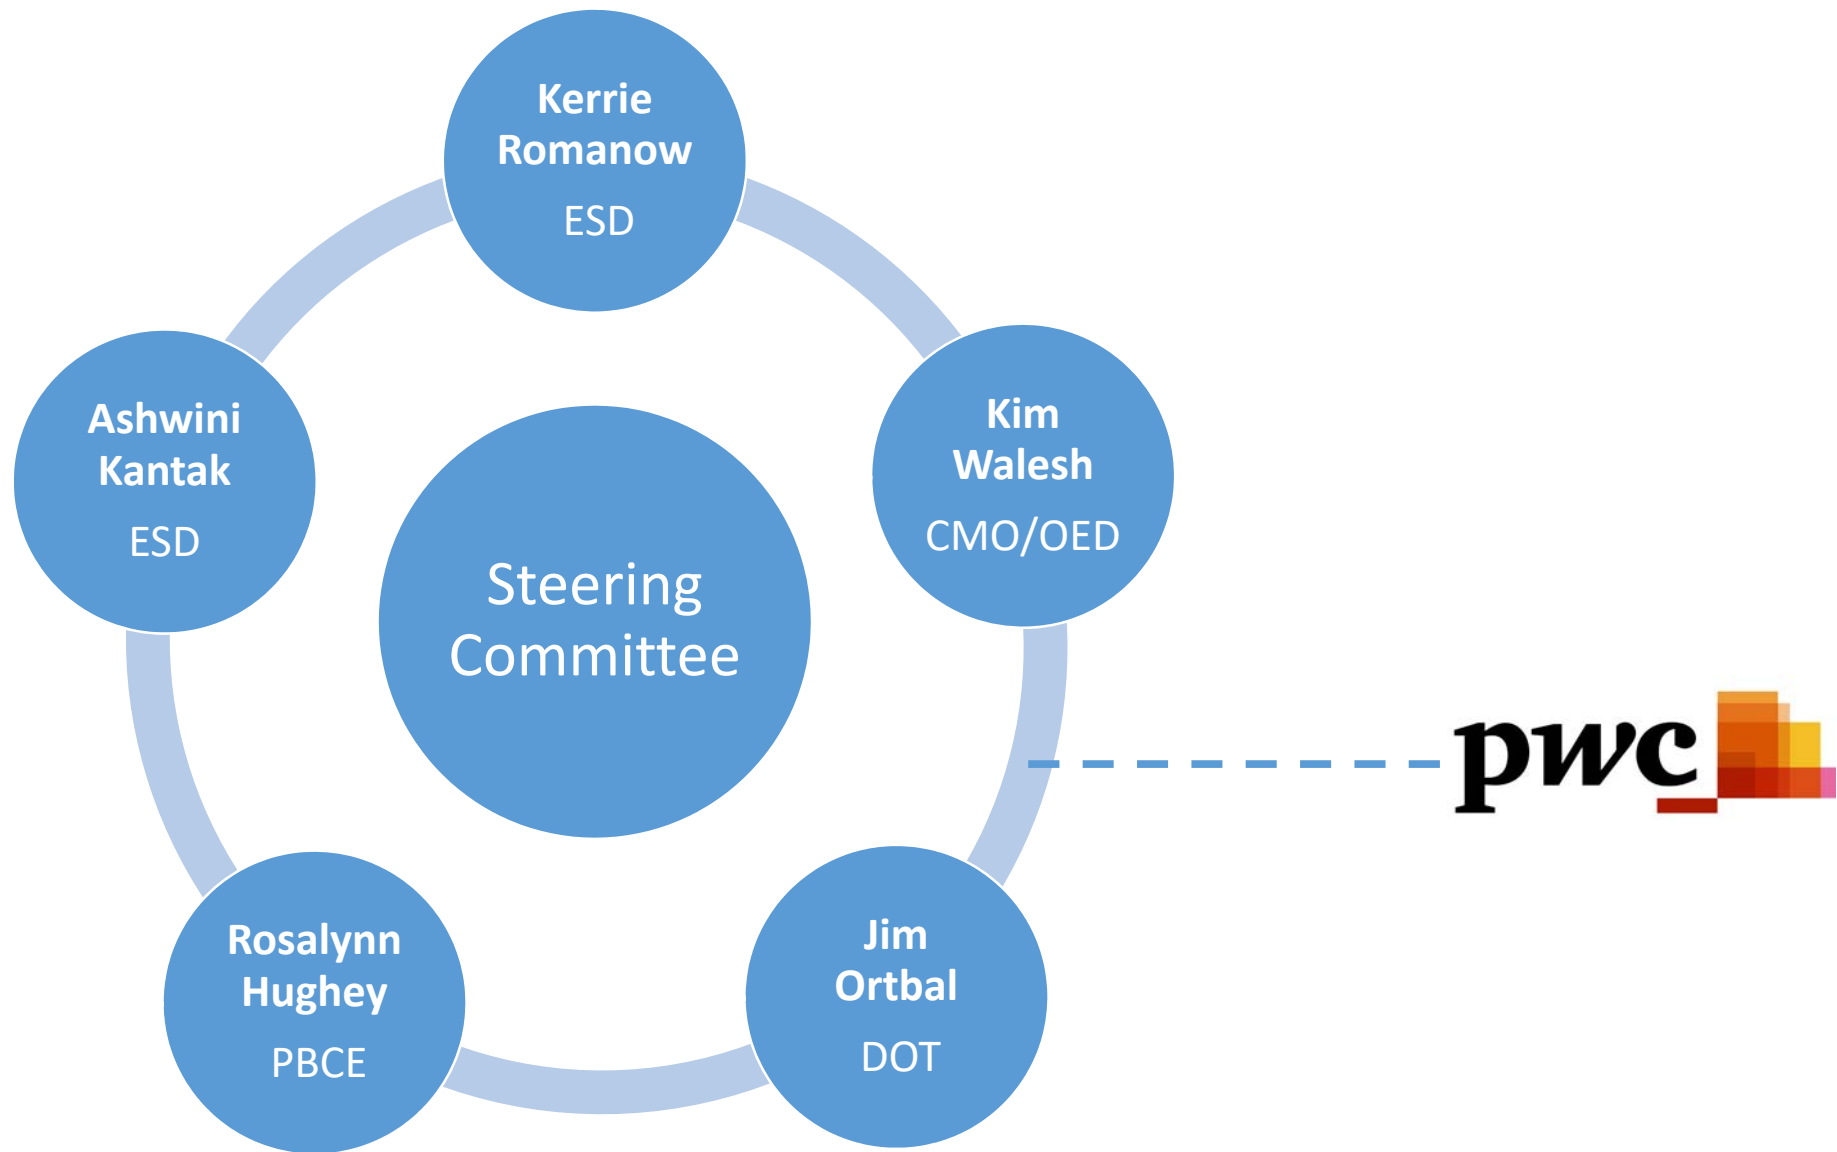 Kerrie
Romanow
ESD
Kim
Walesh
CMO/OED
Ashwini
Kantak
ESD
Steering
Committee
pwc
Rosalynn
Hughey
PBCE
Jim
Ortbal
DOT